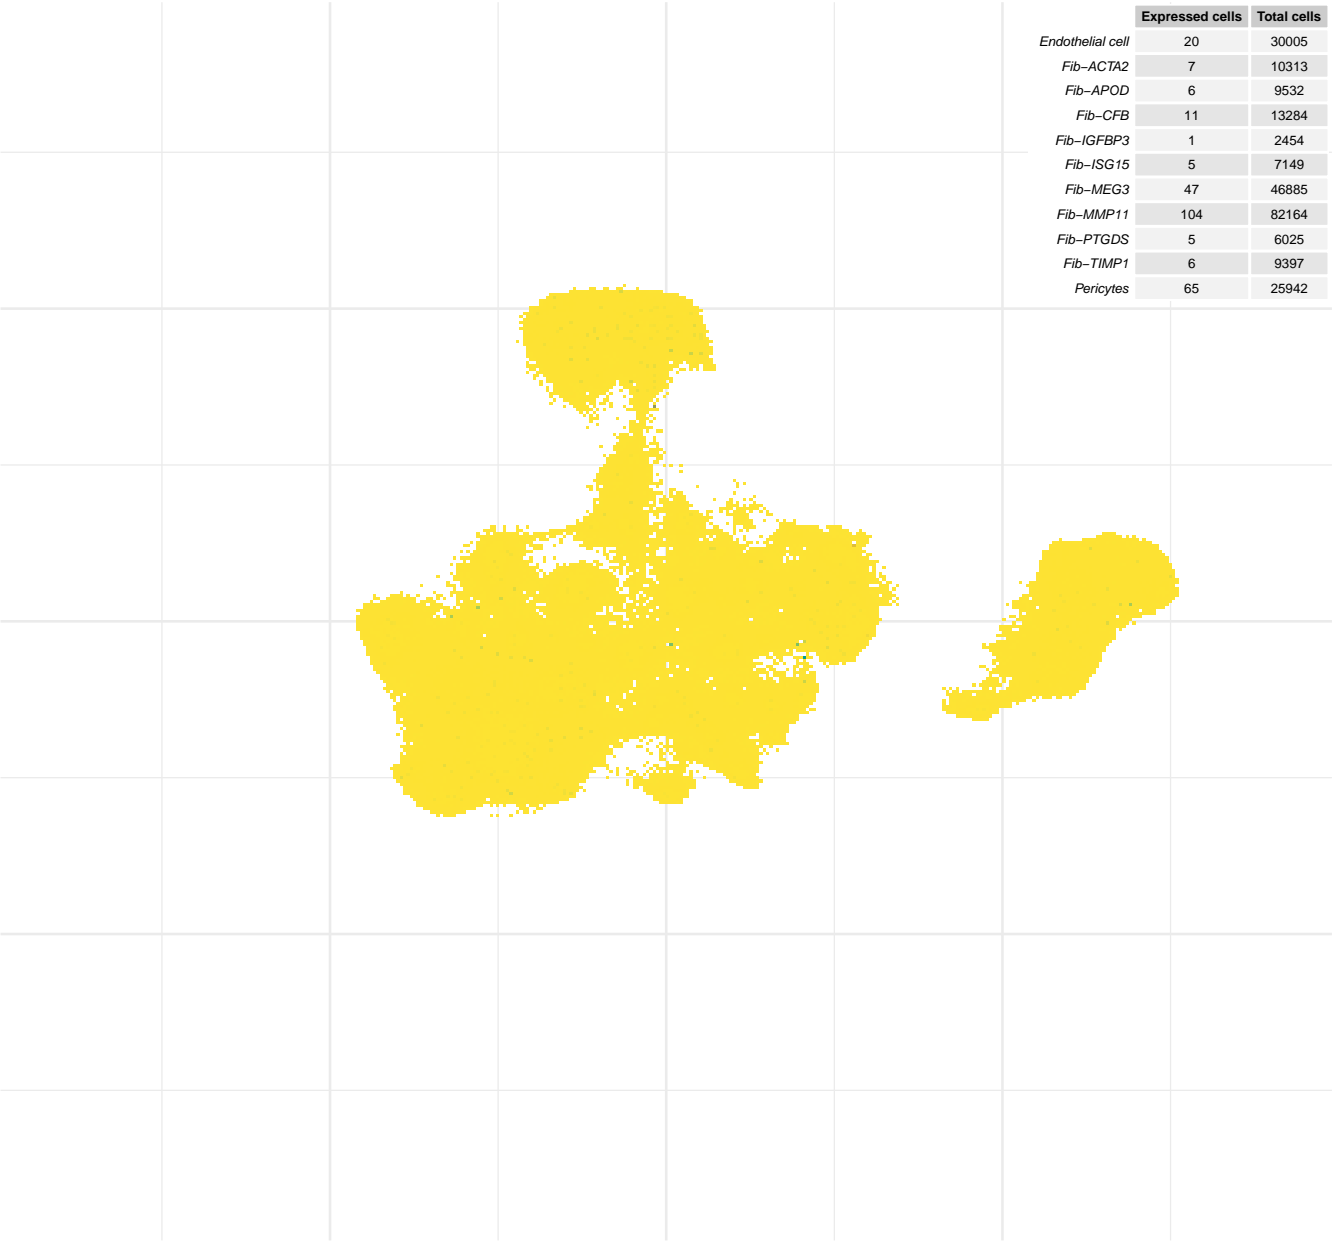 Expressed cells Total cells
Endothelial cell 20 30005
Fib−ACTA2 7 10313
Fib−APOD 6 9532
Fib−CFB 11 13284
Fib−IGFBP3 1 2454
Fib−ISG15 5 7149
Fib−MEG3 47 46885
Fib−MMP11 104 82164
Fib−PTGDS 5 6025
Fib−TIMP1 6 9397
Pericytes 65 25942